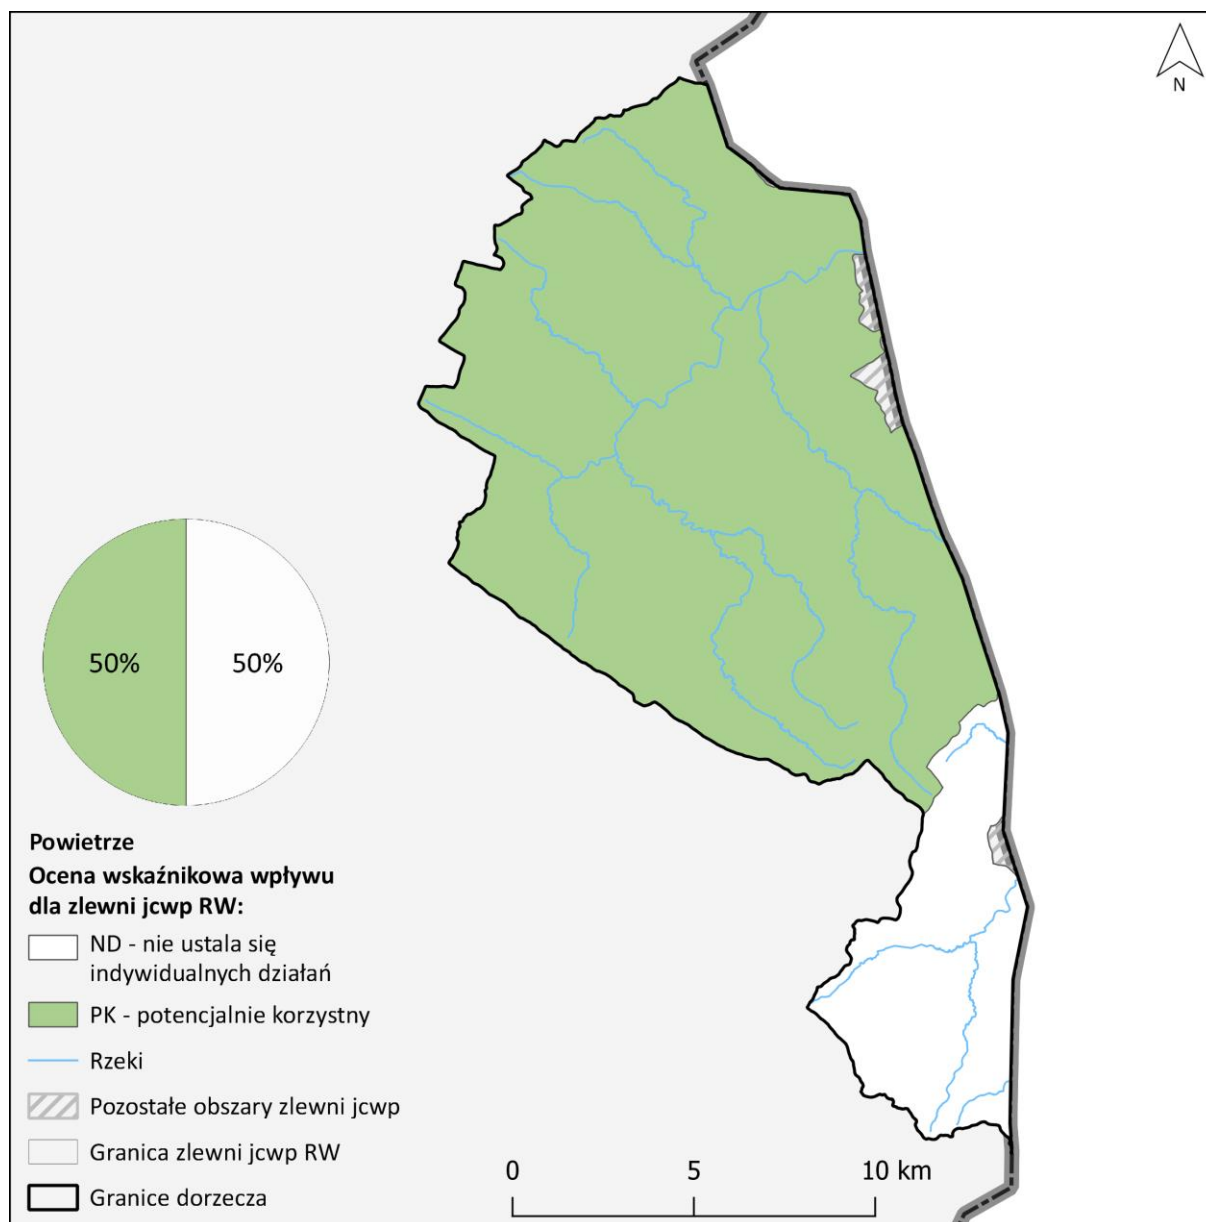 N
50%
50%
Powietrze
Ocena wskaźnikowa wpływu
dla zlewni jcwp RW:
ND - nie ustala się
indywidualnych działań
PK - potencjalnie korzystny
Rzeki
Pozostałe obszary zlewni jcwp
Granica zlewni jcwp RW
Granice dorzecza
0
5
10 km